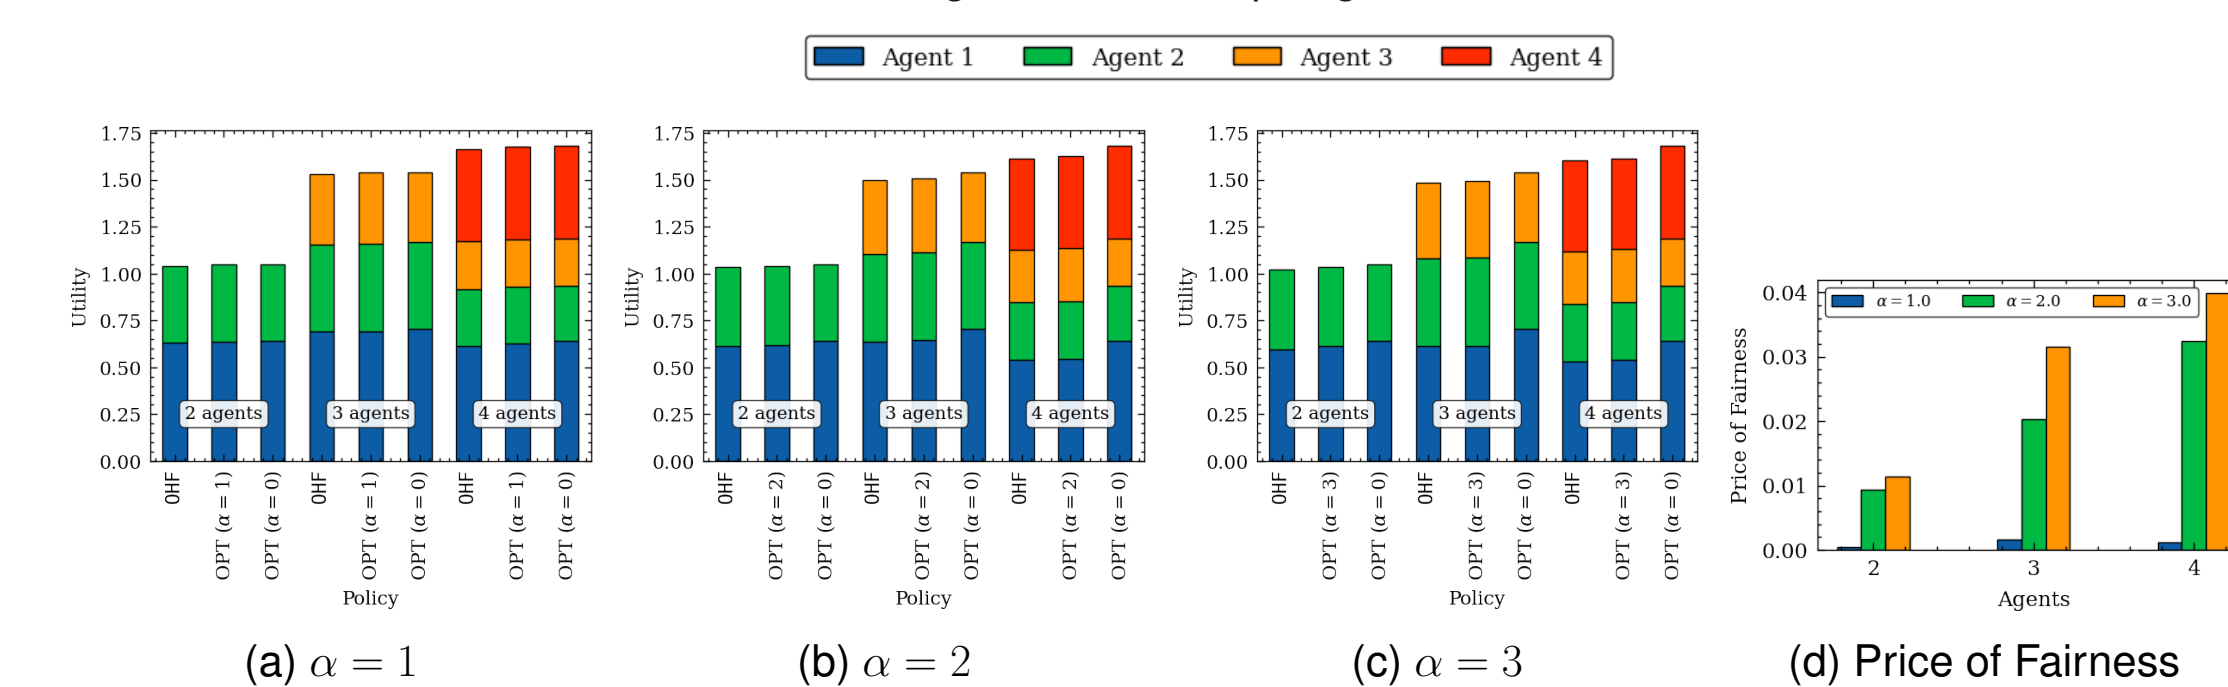 Agent 1 Agent 2 Agent 3 Agent 4
Utility
1.75
1.50
1.25
1.00
0.75
0.50
0.25
0.00
2 agents 3 agents 4 agents
OHF OPT (α = 1) OPT (α = 0) OHF OPT (α = 1) OPT (α = 0) OHF OPT (α = 1) OPT (α = 0)
Policy
(a) α = 1
Utility
1.75
1.50
1.25
1.00
0.75
0.50
0.25
0.00
2 agents 3 agents 4 agents
OHF OPT (α = 2) OPT (α = 0) OHF OPT (α = 2) OPT (α = 0) OHF OPT (α = 2) OPT (α = 0)
Policy
(b) α = 2
Utility
1.75
1.50
1.25
1.00
0.75
0.50
0.25
0.00
2 agents 3 agents 4 agents
OHF OPT (α = 3) OPT (α = 0) OHF OPT (α = 3) OPT (α = 0) OHF OPT (α = 3) OPT (α = 0)
Policy
(c) α = 3
Price of Fairness
α = 1.0 α = 2.0 α = 3.0
0.04
0.03
0.02
0.01
0.00
2 3 4
Agents
(d) Price of Fairness